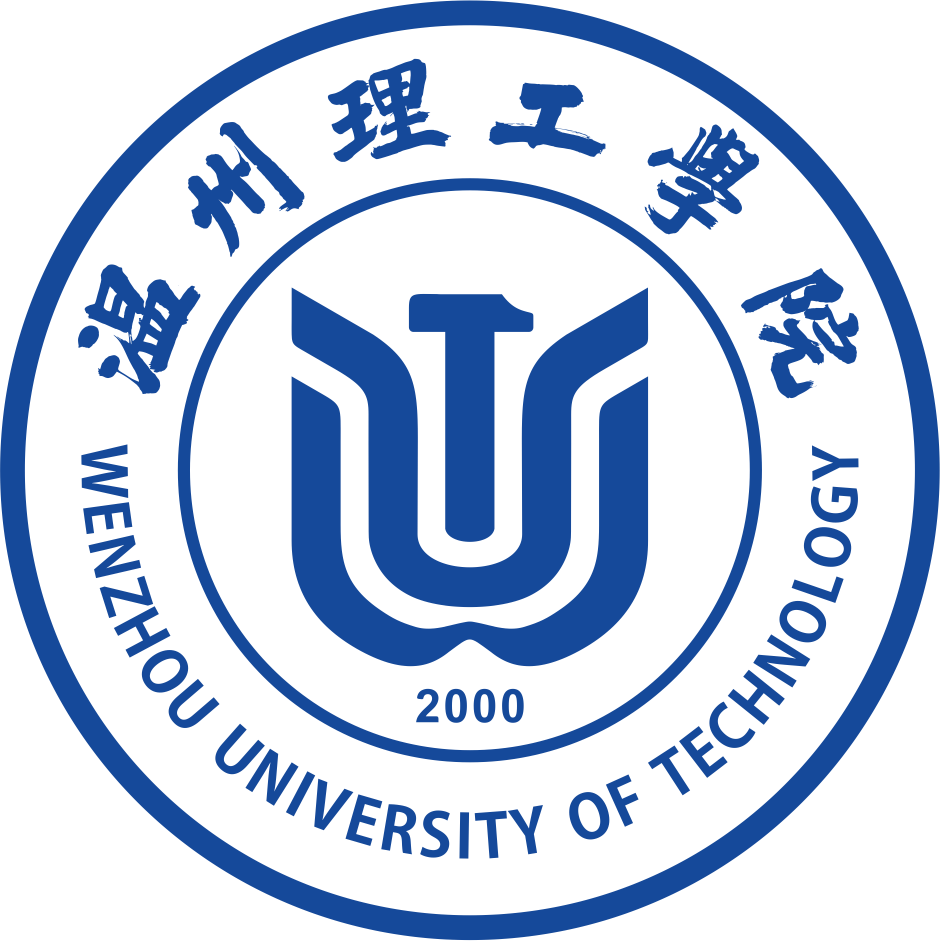 温州理工學院
2000
WENZHOU UNIVERSITY OF TECHNOLOGY